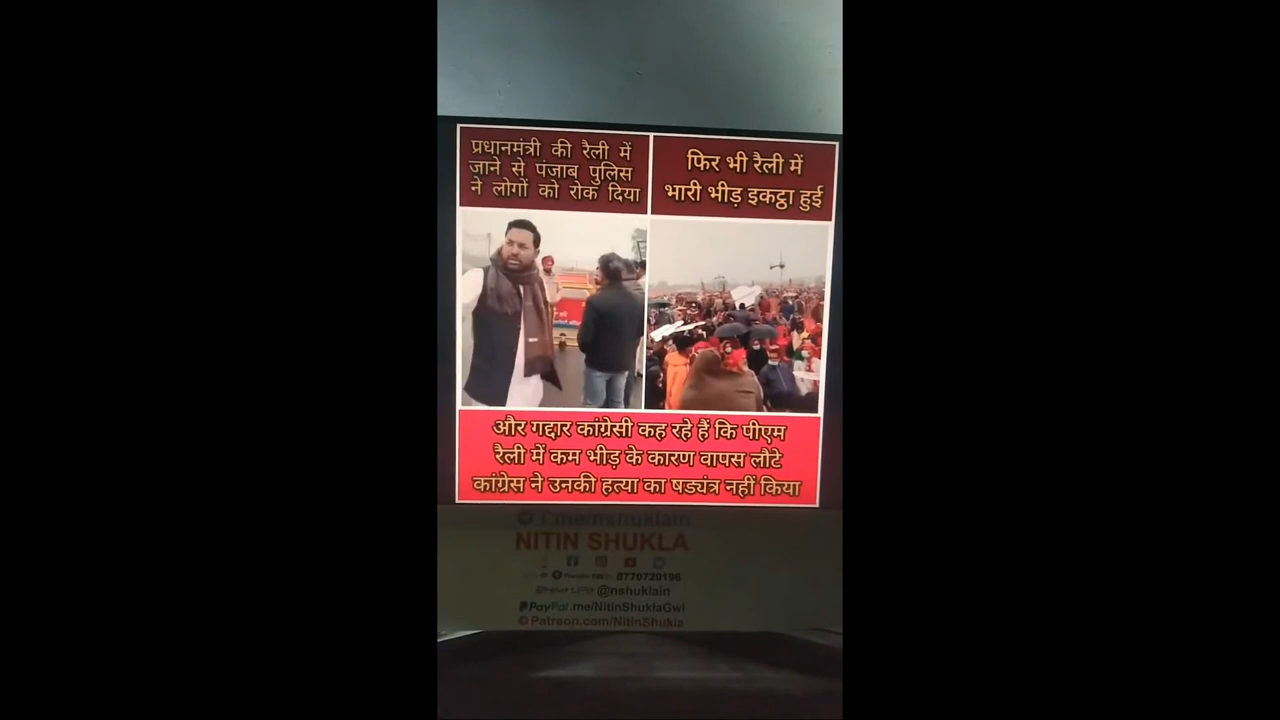 प्रधानमंत्री की रैली में
जाने से पंजाब पुलिस
ने लोगों को रोक दिया
फिर भी रैली में
भारी भीड़ इकट्ठा हुई
और गद्दार कांग्रेसी कह रहे हैं कि पीएम
रैली में कम भीड़ के कारण वापस लौटे
कांग्रेस ने उनकी हत्या का षड्यंत्र नहीं किया
NITIN SHUKLA
8770720196
@nshuklain
PayPal.me/NitinShuklaGwl
Patreon.com/NitinShukla